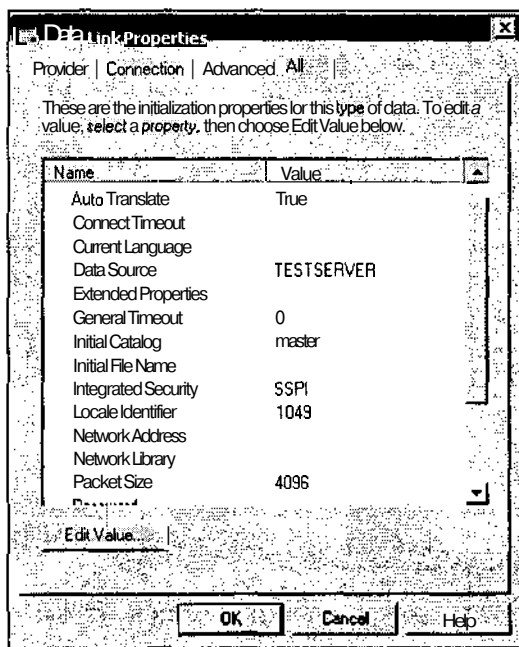 Data Link Properties
Provider | Connection | Advanced All |
These are the initialization properties for this type of data. To edit a
value, select a property, then choose Edit Value below.
Name Value
Auto Translate True
Connect Timeout
Current Language
Data Source TESTSERVER
Extended Properties
General Timeout 0
Initial Catalog master
Initial File Name
Integrated Security SSPI
Locale Identifier 1049
Network Address
Network Library
Packet Size 4096
Edit Value...
OK Cancel Help